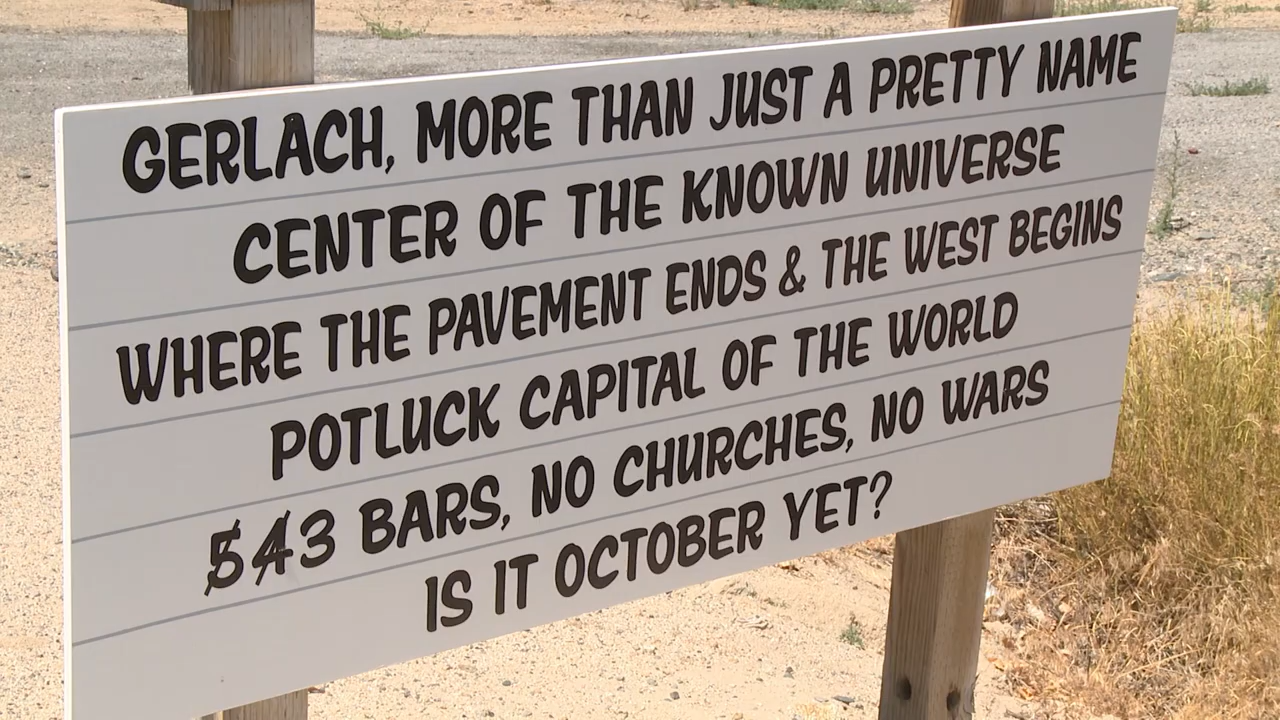 GERLACH, MORE THAN JUST A PRETTY NAME
CENTER OF THE KNOWN UNIVERSE
WHERE THE PAVEMENT ENDS & THE WEST BEGINS
POTLUCK CAPITAL OF THE WORLD
543 BARS, NO CHURCHES, NO WARS
IS IT OCTOBER YET?